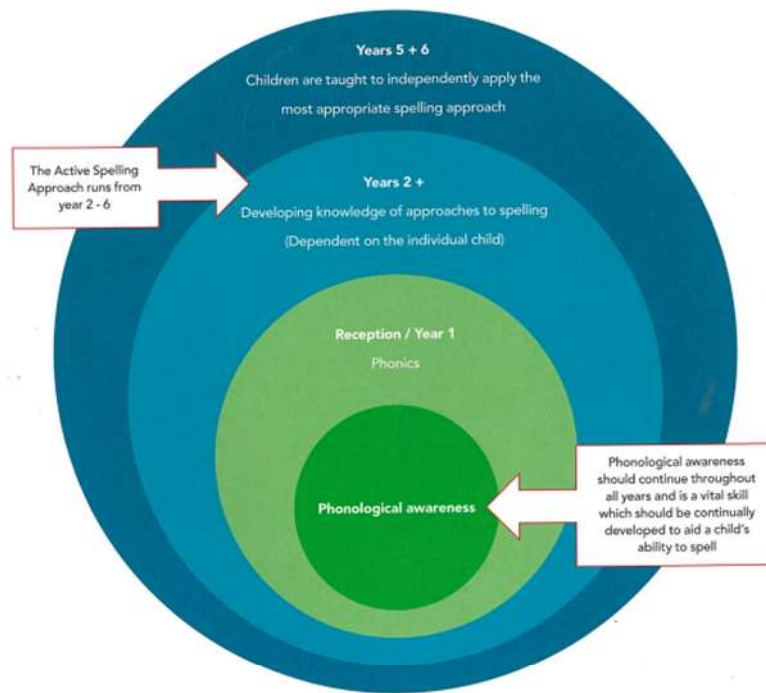 Years 5 + 6
Children are taught to independently apply the
most appropriate spelling approach
The Active Spelling
Approach runs from
year 2 - 6
Years 2 +
Developing knowledge of approaches to spelling
(Dependent on the individual child)
Reception / Year 1
Phonics
Phonological awareness
Phonological awareness
should continue throughout
all years and is a vital skill
which should be continually
developed to aid a child's
ability to spell